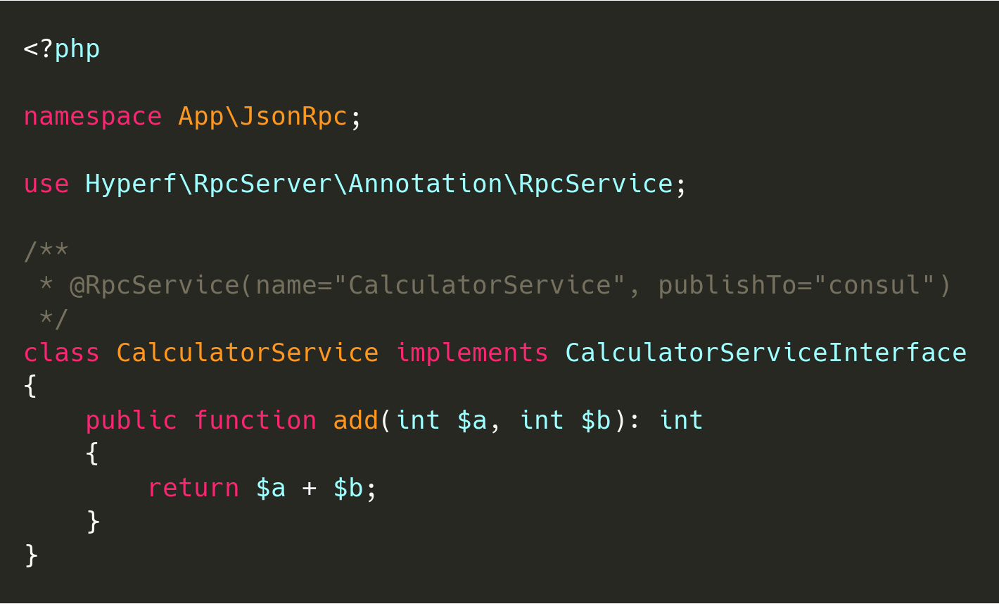 <?php
namespace App\JsonRpc;
use Hyperf\RpcServer\Annotation\RpcService;
/**
 * @RpcService(name="CalculatorService", publishTo="consul")
 */
class CalculatorService implements CalculatorServiceInterface
{
    public function add(int $a, int $b): int
    {
        return $a + $b;
    }
}